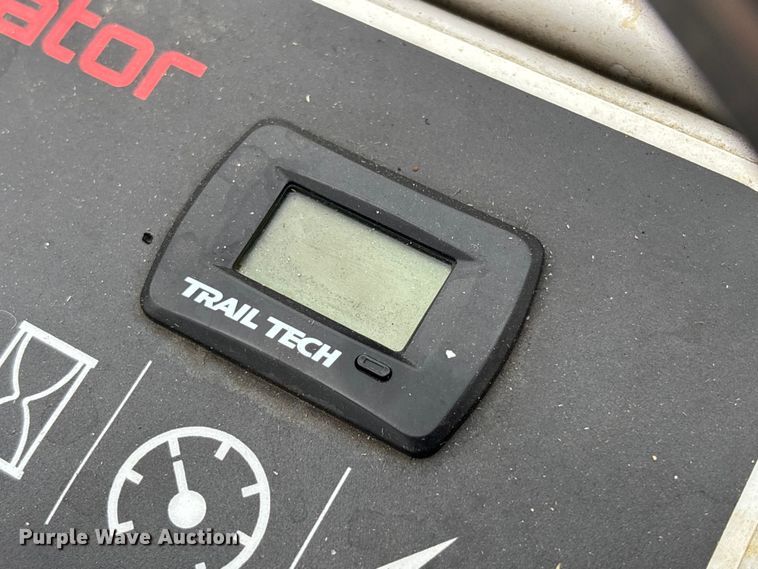 ator
TRAIL TECH
Purple Wave Auction